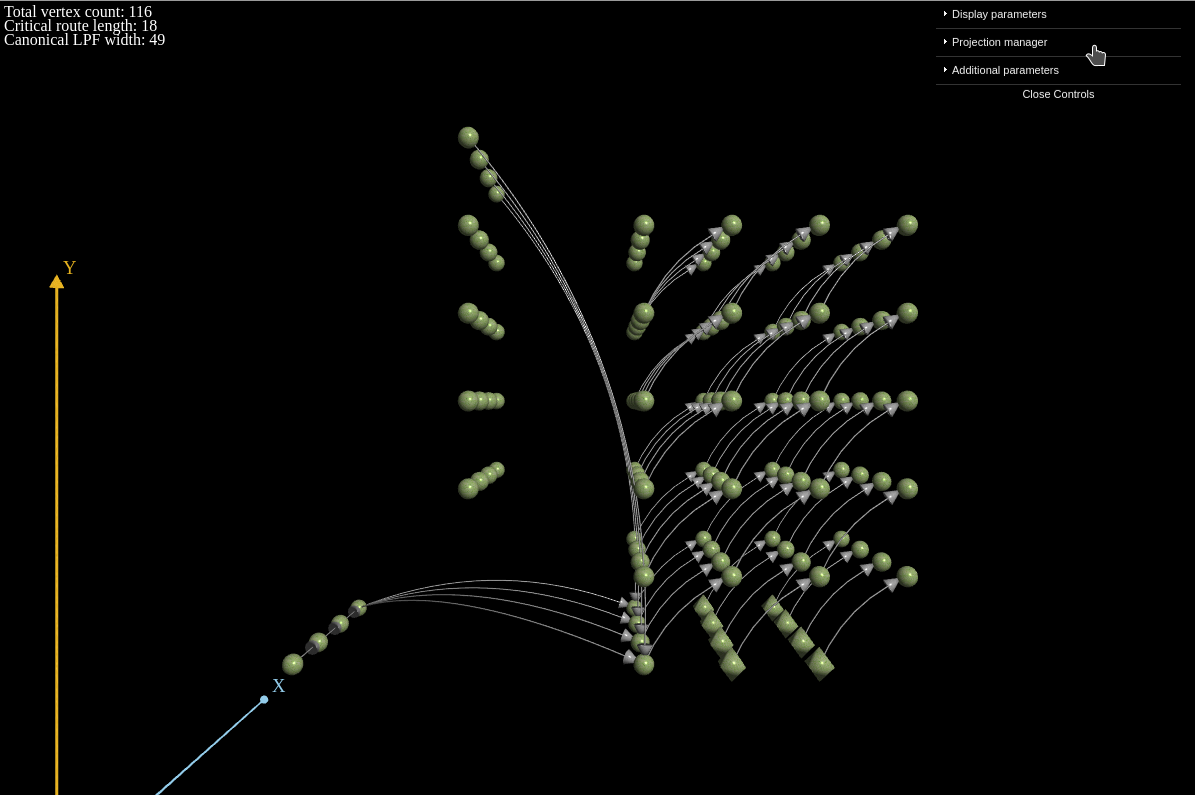 Total vertex count: 116
Critical route length: 18
Canonical LPF width: 49
Display parameters
Projection manager
Additional parameters
Close Controls
Y
X